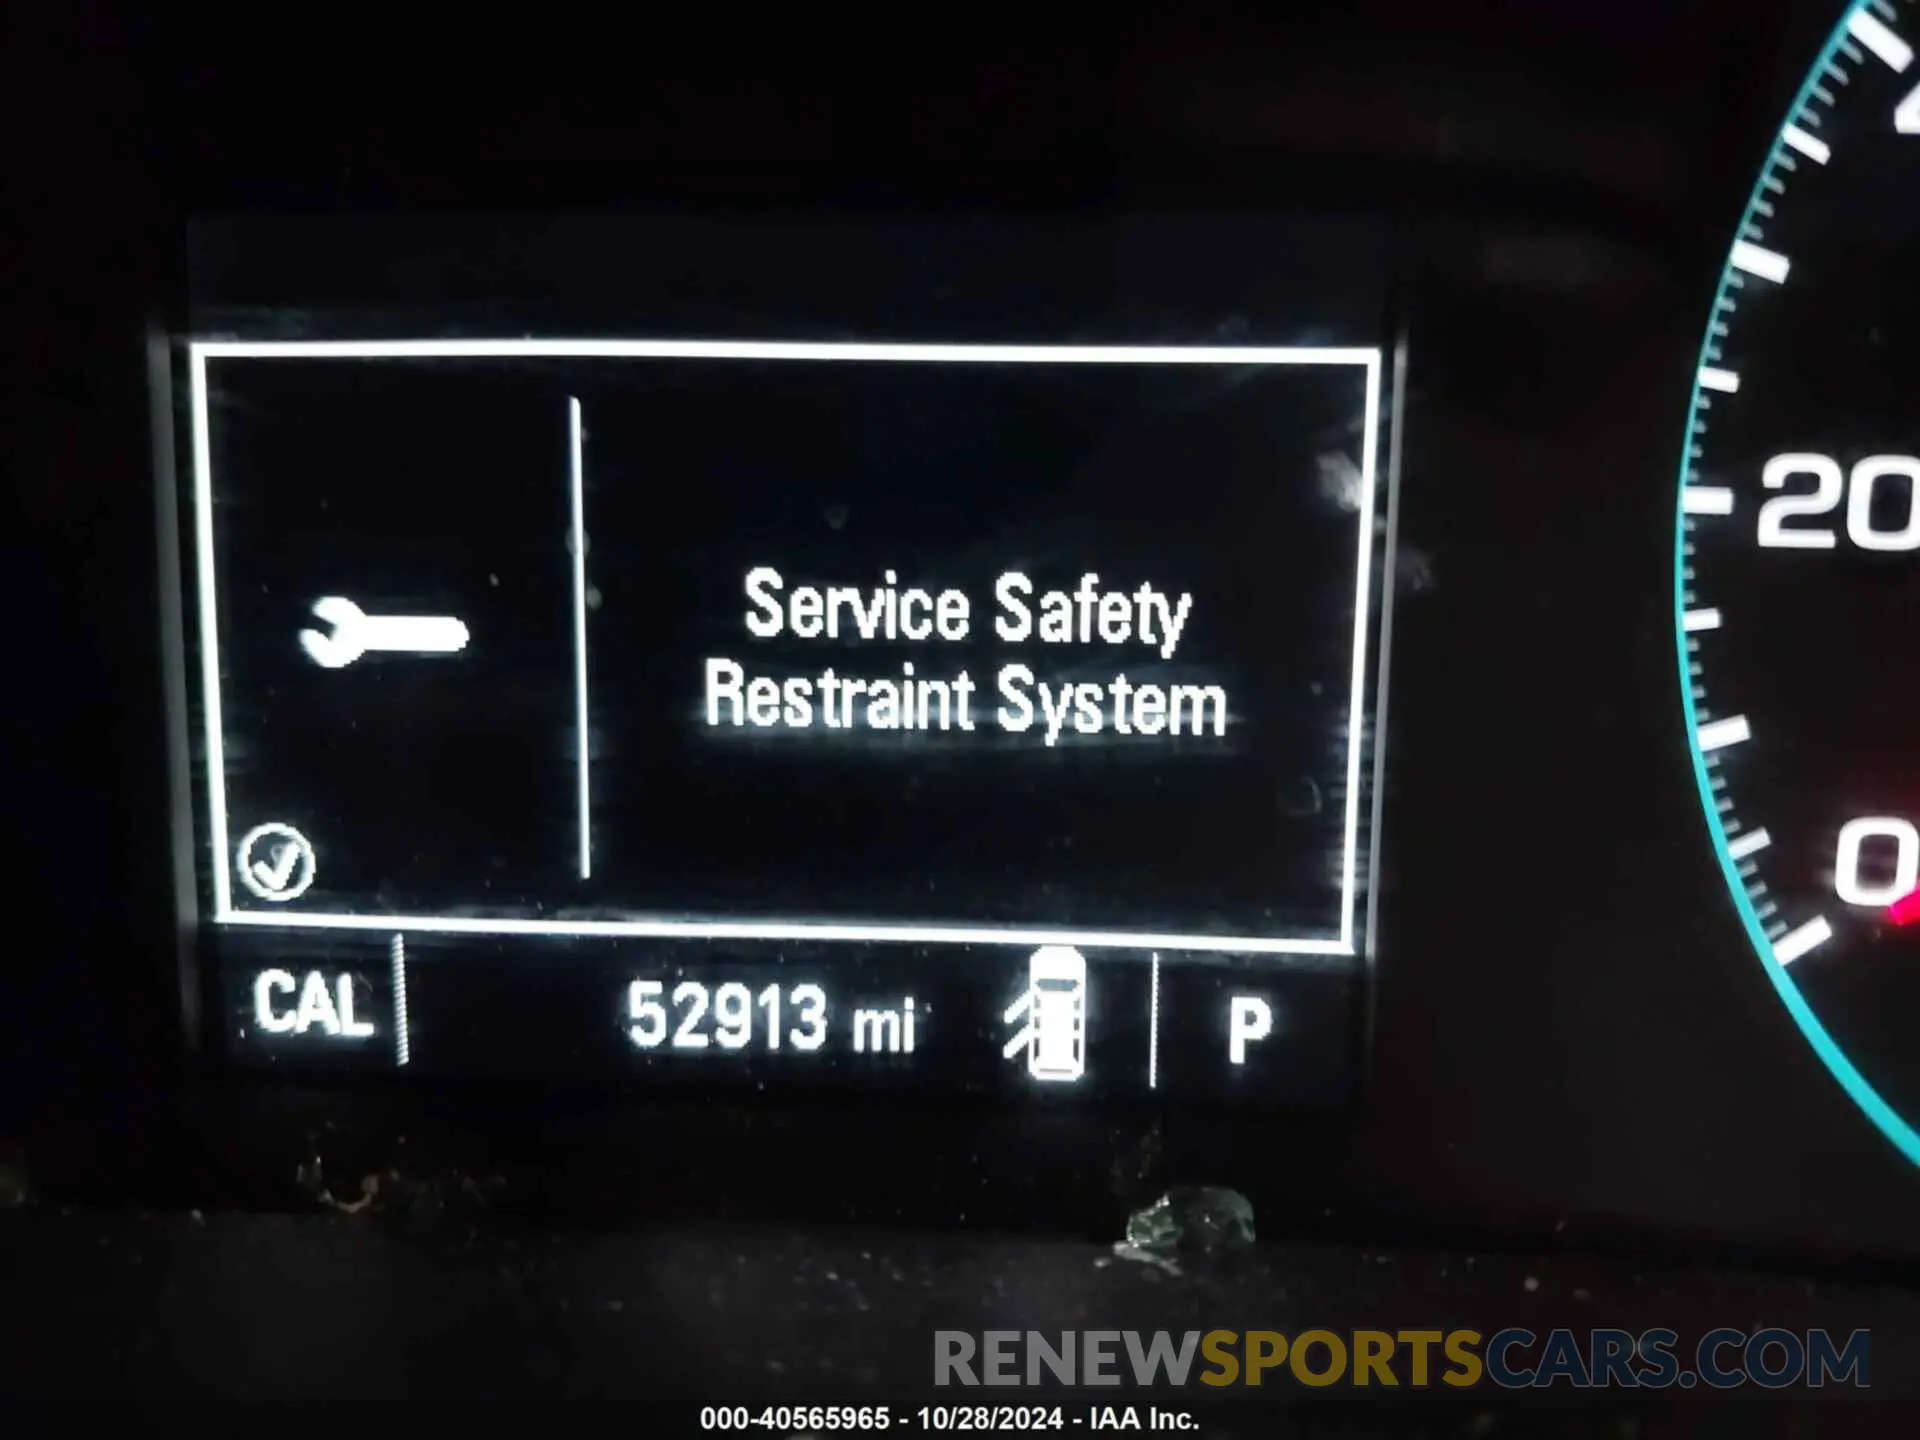 Service Safety
Restraint System
20
0
CAL
52913 mi
P
RENEWSPORTSCARS.COM
000-40565965 - 10/28/2024 - IAA Inc.